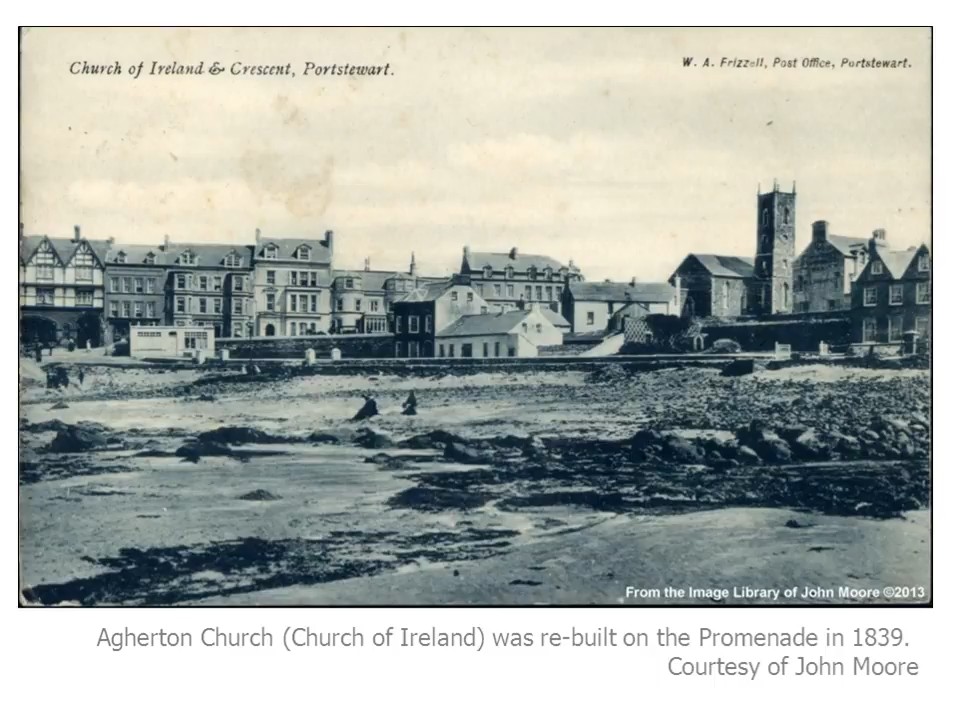 Church of Ireland & Crescent, Portstewart.
W. A. Frizzell, Post Office, Portstewart.
From the Image Library of John Moore ©2013
Agherton Church (Church of Ireland) was re-built on the Promenade in 1839.
Courtesy of John Moore